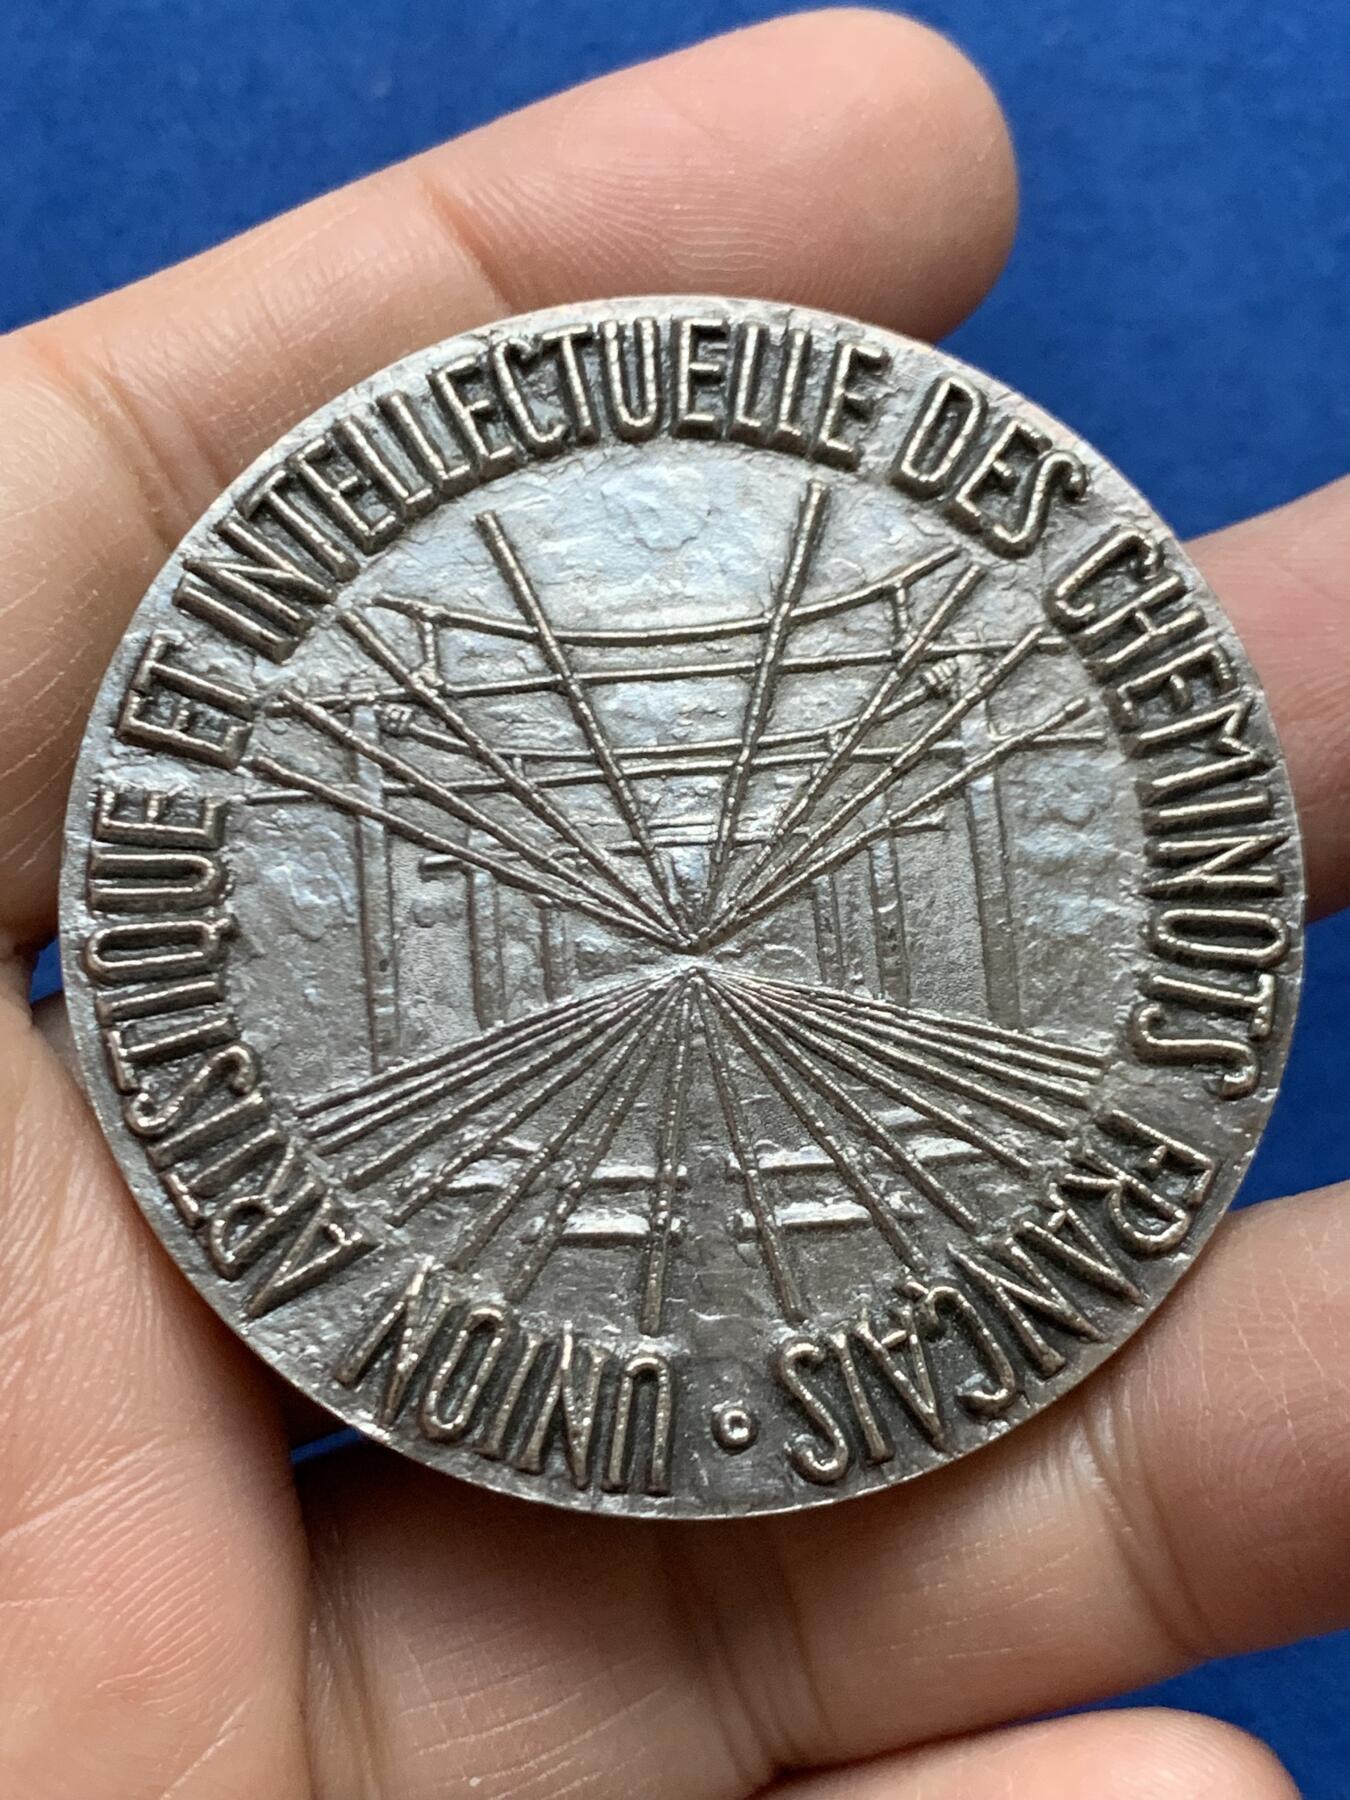 UNION ARTISTIQUE ET INTELLECTUELLE DES CHEMINOTS FRANÇAIS •